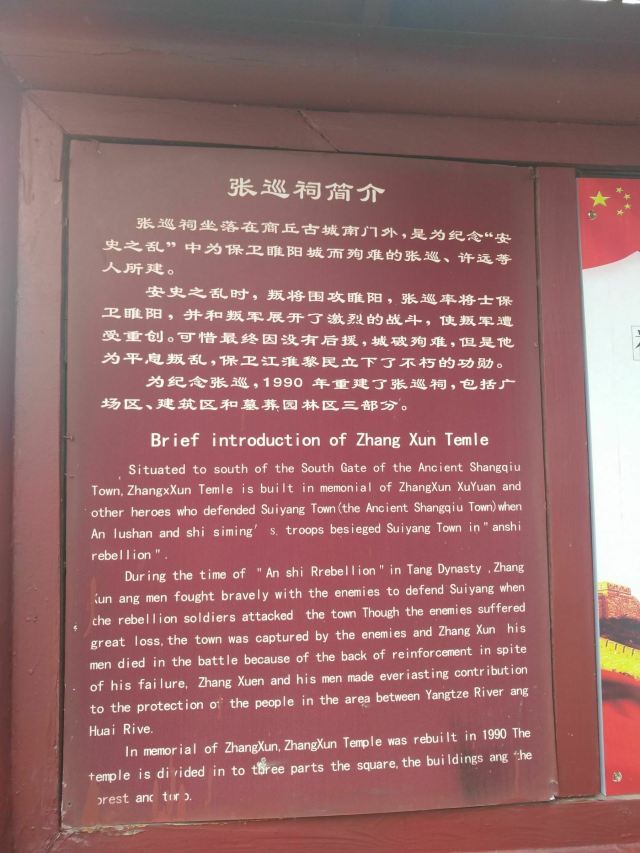 张巡祠简介
张巡祠坐落在商丘古城南门外,是为纪念“安
史之乱”中为保卫睢阳城而殉难的张巡、许远等
人所建。
安史之乱时,叛将围攻睢阳,张巡率将士保
卫睢阳,并和叛军展开了激烈的战斗,使叛军遭
受重创。可惜最终因没有后援,城破殉难,但是他
为平息叛乱,保卫江淮黎民立下了不朽的功勋。
为纪念张巡,1990 年重建了张巡祠,包括广
场区、建筑区和墓葬园林区三部分。
Brief introduction of Zhang Xun Temle
Situated to south of the South Gate of the Ancient Shangqiu
Town,ZhangxXun Temle is built in memonial of ZhangXun XuYuan and
other heroes who defended Suiyang Town(the Ancient Shangqiu Town)when
An lushan and shi siming's, troops besieged Suiyang Town in"anshi
rebellion".
During the time of "An shi Rrebellion"in Tang Dynasty ,Zhang
Xun ang men fought bravely with the enemies to defend Suiyang when
the rebellion soldiers attacked the town Though the enemies suffered
great loss,the town was captured by the enemies and Zhang Xun his
men died in the battle because of the back of reinforcement in spite
of his failure, Zhang Xuen and his men made everiasting contribution
to the protection of the people in the area between Yangtze River ang
Huai Rive.
In memorial of ZhangXun,ZhangXun Temple was rebuilt in 1990 The
temple is divided in to three parts the square,the buildings ang the
forest and tomb.